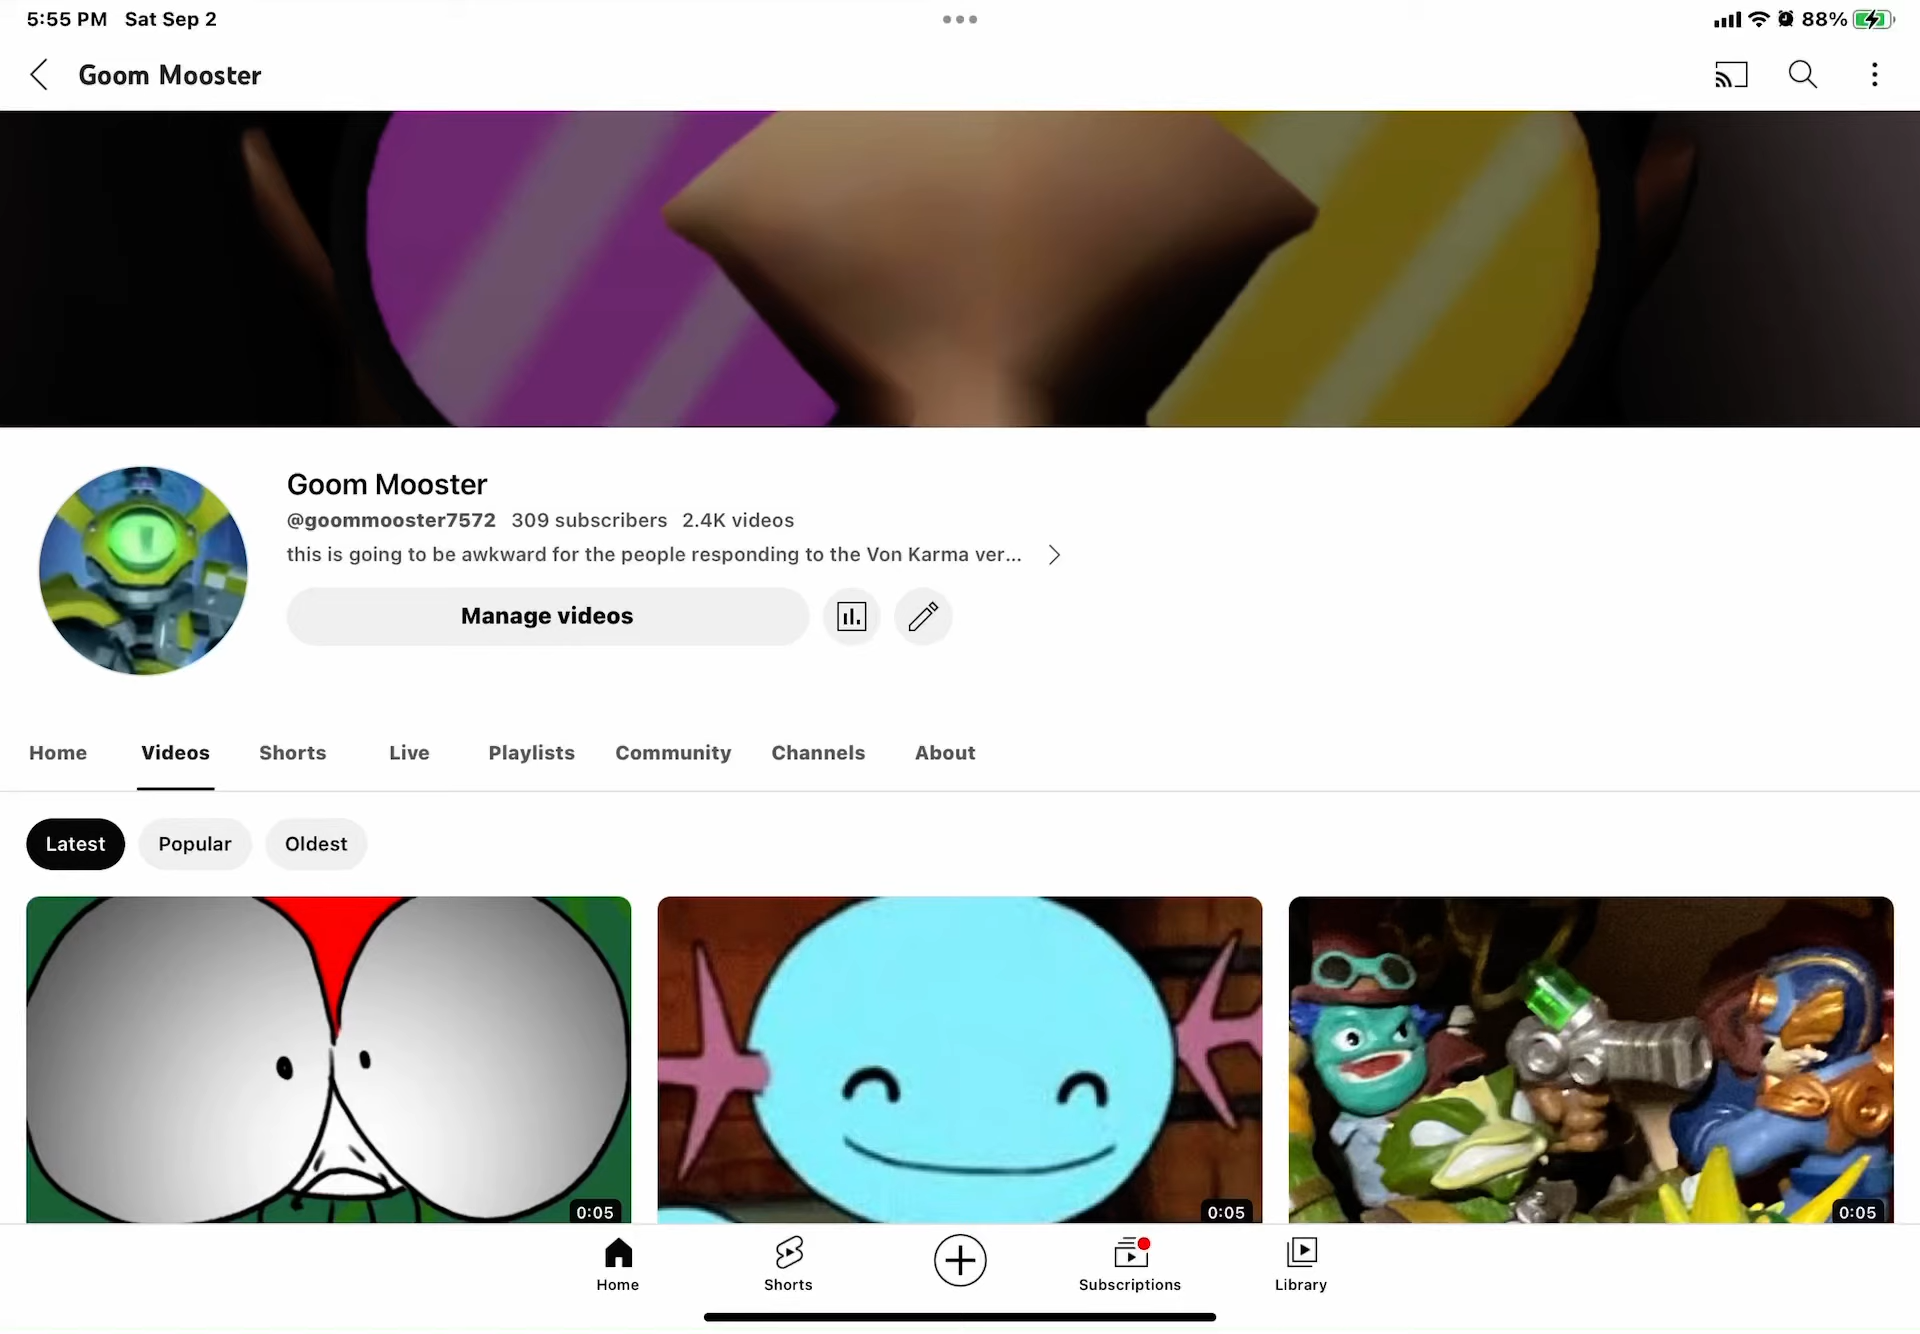 5:55 PM Sat Sep 2
88%
Goom Mooster
Goom Mooster
@goommooster7572 309 subscribers 2.4K videos
this is going to be awkward for the people responding to the Von Karma ver...
Manage videos
Home Videos Shorts Live Playlists Community Channels About
Latest Popular Oldest
0:05 0:05 0:05
Home Shorts Subscriptions Library